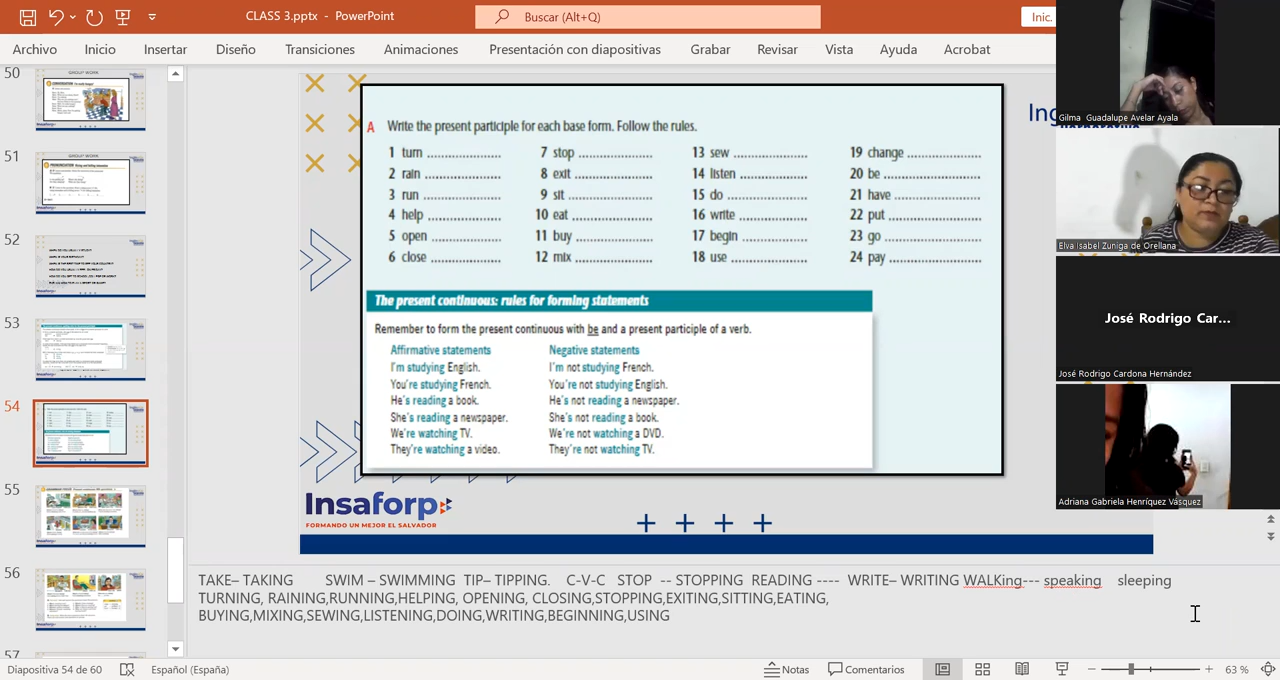 CLASS 3.pptx - PowerPoint
Buscar (Alt+Q)
Inic.
Archivo Inicio Insertar Diseño Transiciones Animaciones Presentación con diapositivas Grabar Revisar Vista Ayuda Acrobat
50
GROUP WORK
51
GROUP WORK
52
53
54
55
56
57
A Write the present participle for each base form. Follow the rules.
1 turn 7 stop 13 sew 19 change
2 rain 8 exit 14 listen 20 be
3 run 9 sit 15 do 21 have
4 help 10 eat 16 write 22 put
5 open 11 buy 17 begin 23 go
6 close 12 mix 18 use 24 pay
The present continuous: rules for forming statements
Remember to form the present continuous with be and a present participle of a verb.
Affirmative statements Negative statements
I'm studying English. I'm not studying French.
You're studying French. You're not studying English.
He's reading a book. He's not reading a newspaper.
She's reading a newspaper. She's not reading a book.
We're watching TV. We're not watching a DVD.
They're watching a video. They're not watching TV.
Insaforp
FORMANDO UN MEJOR EL SALVADOR
Gilma Guadalupe Avelar Ayala
Elva Isabel Zuniga de Orellana
José Rodrigo Car...
José Rodrigo Cardona Hernández
Adriana Gabriela Henríquez Vásquez
TAKE– TAKING SWIM – SWIMMING TIP– TIPPING. C-V-C STOP -- STOPPING READING ---- WRITE– WRITING WALKing--- speaking sleeping
TURNING, RAINING,RUNNING,HELPING, OPENING, CLOSING,STOPPING,EXITING,SITTING,EATING,
BUYING,MIXING,SEWING,LISTENING,DOING,WRITING,BEGINNING,USING
Diapositiva 54 de 60 Español (España) Notas Comentarios 63 %